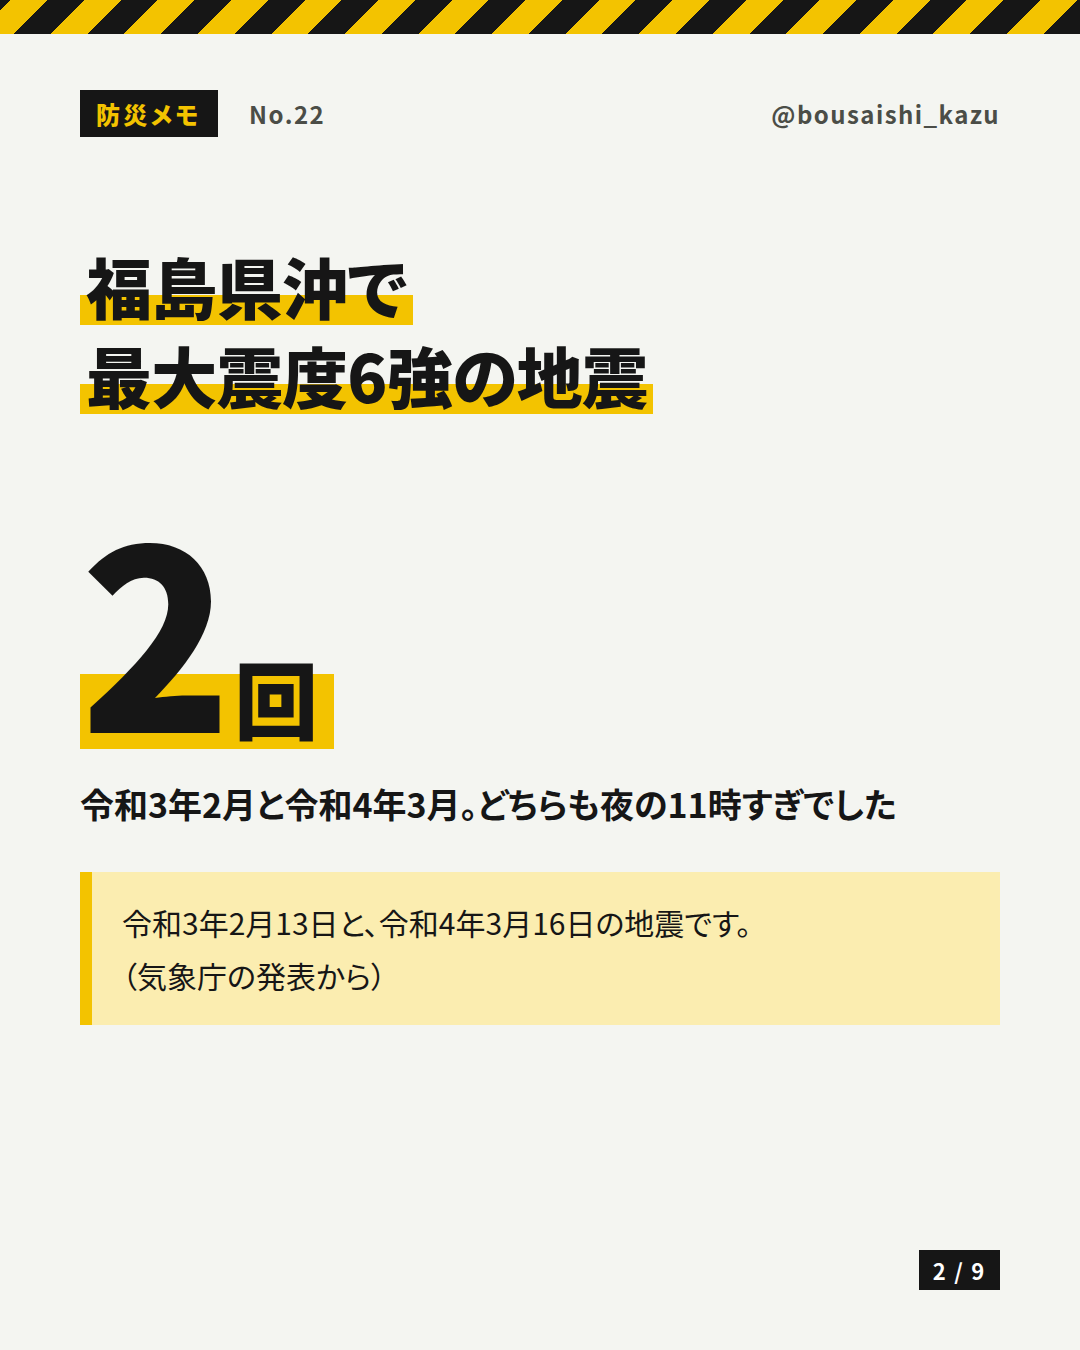 防災メモ No.22 @bousaishi_kazu
福島県沖で
最大震度6強の地震
2回
令和3年2月と令和4年3月。どちらも夜の11時すぎでした
令和3年2月13日と、令和4年3月16日の地震です。
（気象庁の発表から）
2 / 9